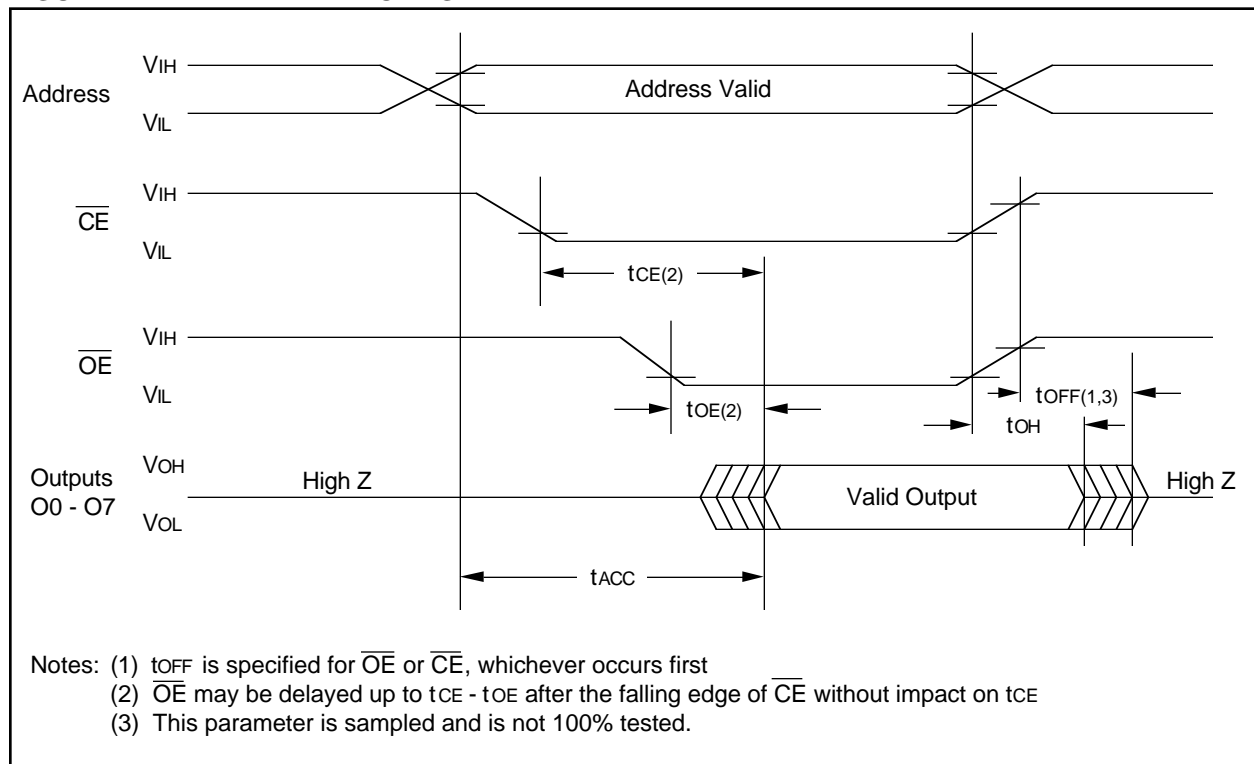 VIH
Address
Address Valid
VIL
VIH
CE
VIL
tCE(2)
VIH
OE
VIL
tOE(2)
tOFF(1,3)
tOH
VOH
Outputs
O0 - O7
High Z
Valid Output
High Z
VOL
tACC
Notes: (1) tOFF is specified for OE or CE, whichever occurs first
(2) OE may be delayed up to tCE - tOE after the falling edge of CE without impact on tCE
(3) This parameter is sampled and is not 100% tested.